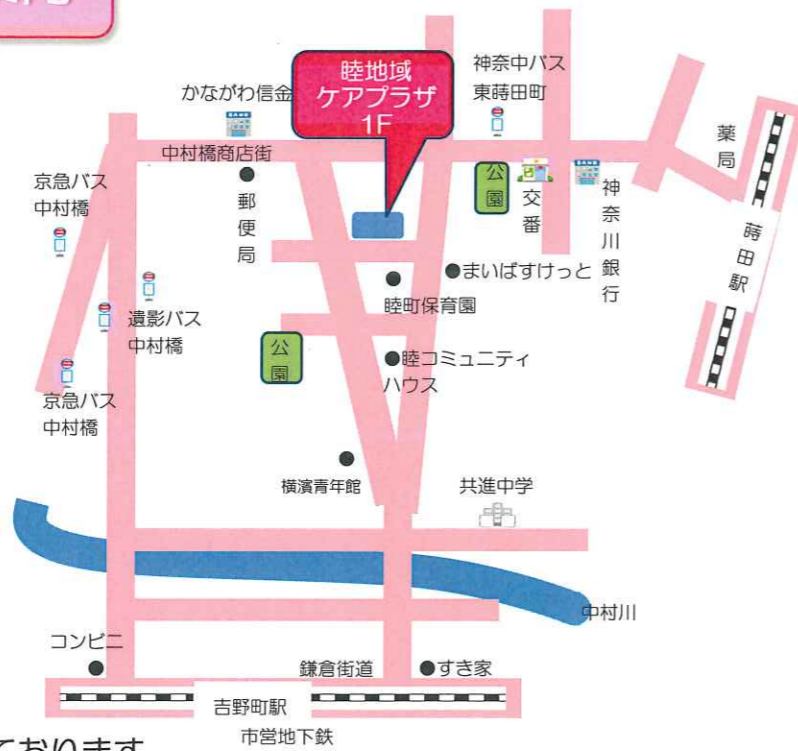 睦地域
ケアプラザ
1F
神奈中バス
東蒔田町
かながわ信金
中村橋商店街
郵便局
京急バス
中村橋
公園
交番
神奈川銀行
薬局
蒔田駅
まいばすけっと
睦町保育園
遺影バス
中村橋
公園
睦コミュニティ
ハウス
京急バス
中村橋
横濱青年館
共進中学
中村川
コンビニ
鎌倉街道
すき家
吉野町駅
市営地下鉄
ております